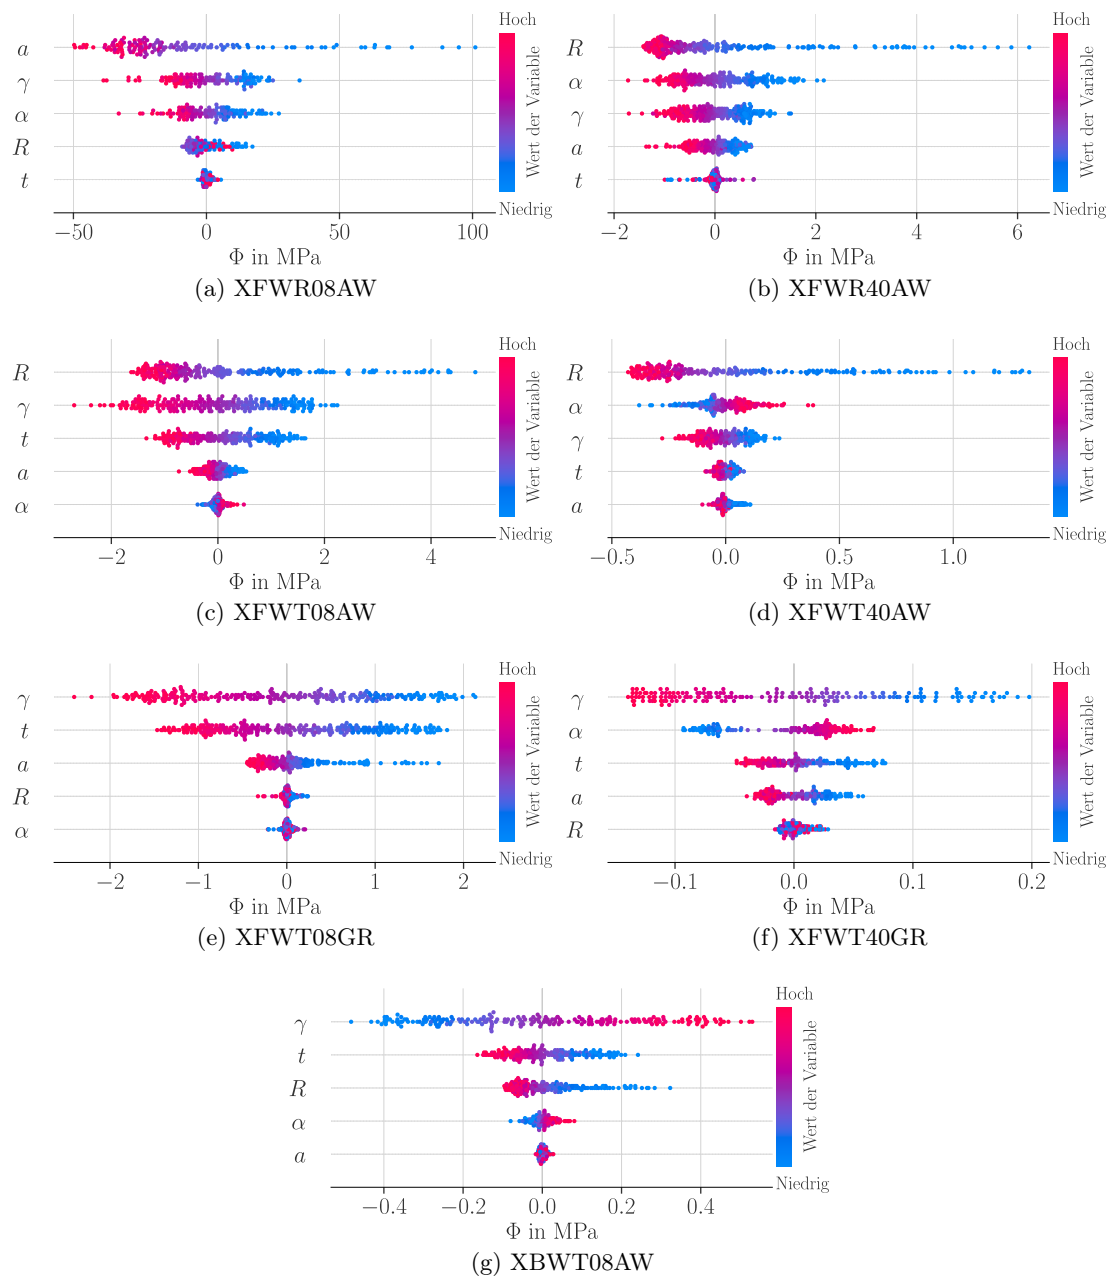 Hoch
a
γ
α
R
t
Wert der Variable
Niedrig
−50 0 50 100
Φ in MPa
(a) XFWR08AW
Hoch
R
α
γ
a
t
Wert der Variable
Niedrig
−2 0 2 4 6
Φ in MPa
(b) XFWR40AW
Hoch
R
γ
t
a
α
Wert der Variable
Niedrig
−2 0 2 4
Φ in MPa
(c) XFWT08AW
Hoch
R
α
γ
t
a
Wert der Variable
Niedrig
−0.5 0.0 0.5 1.0
Φ in MPa
(d) XFWT40AW
Hoch
γ
t
a
R
α
Wert der Variable
Niedrig
−2 −1 0 1 2
Φ in MPa
(e) XFWT08GR
Hoch
γ
α
t
a
R
Wert der Variable
Niedrig
−0.1 0.0 0.1 0.2
Φ in MPa
(f) XFWT40GR
Hoch
γ
t
R
α
a
Wert der Variable
Niedrig
−0.4 −0.2 0.0 0.2 0.4
Φ in MPa
(g) XBWT08AW